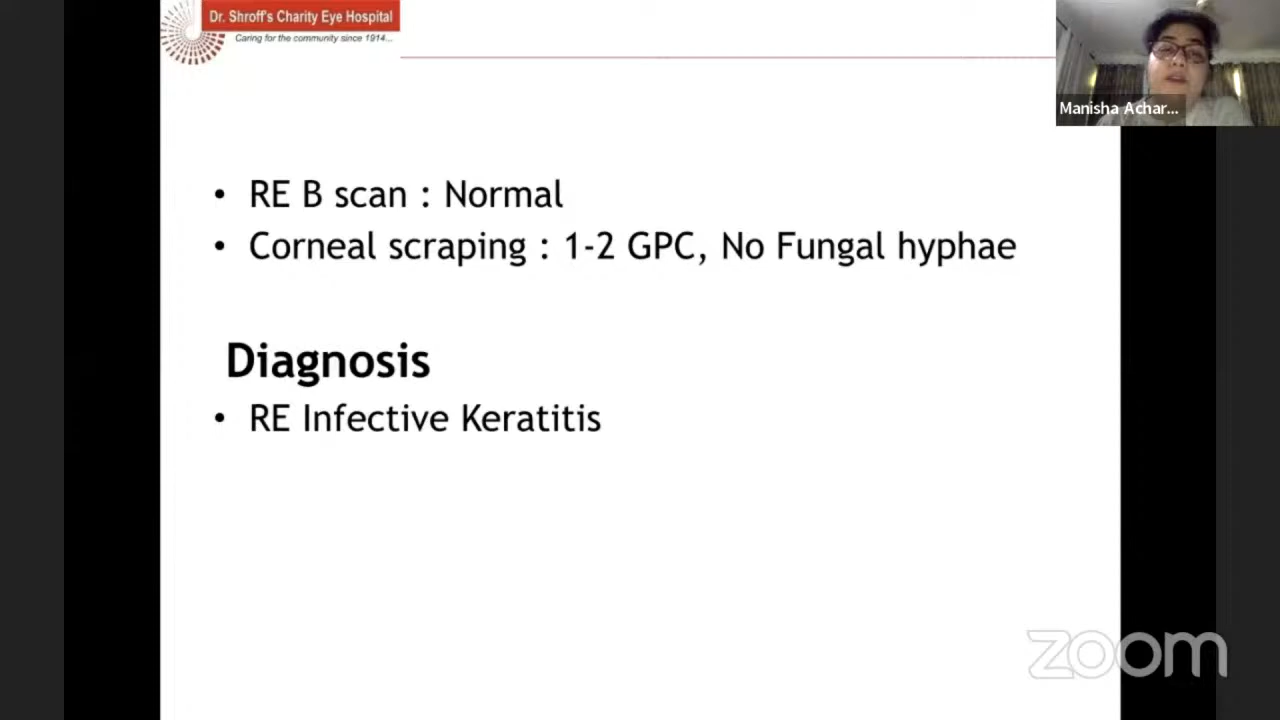 Dr. Shroff's Charity Eye Hospital
Caring for the community since 1914...
Manisha Achar...
• RE B scan : Normal
• Corneal scraping : 1-2 GPC, No Fungal hyphae
Diagnosis
• RE Infective Keratitis
zoom